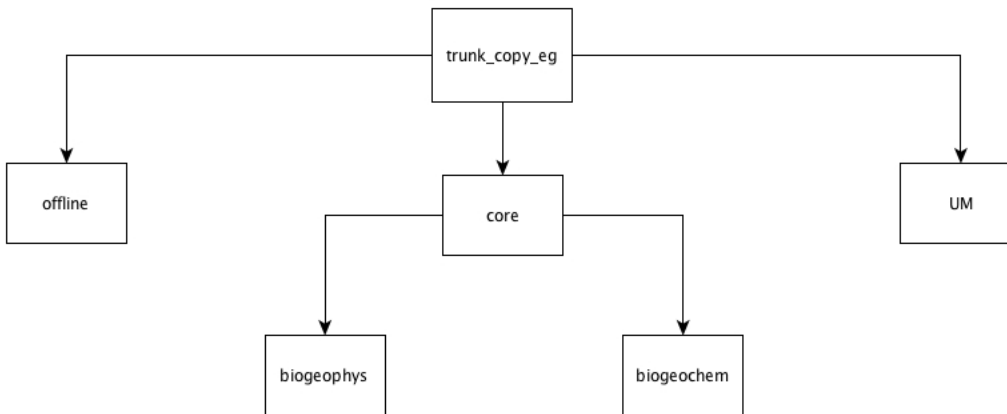 trunk_copy_eg
offline
core
UM
biogeophys
biogeochem